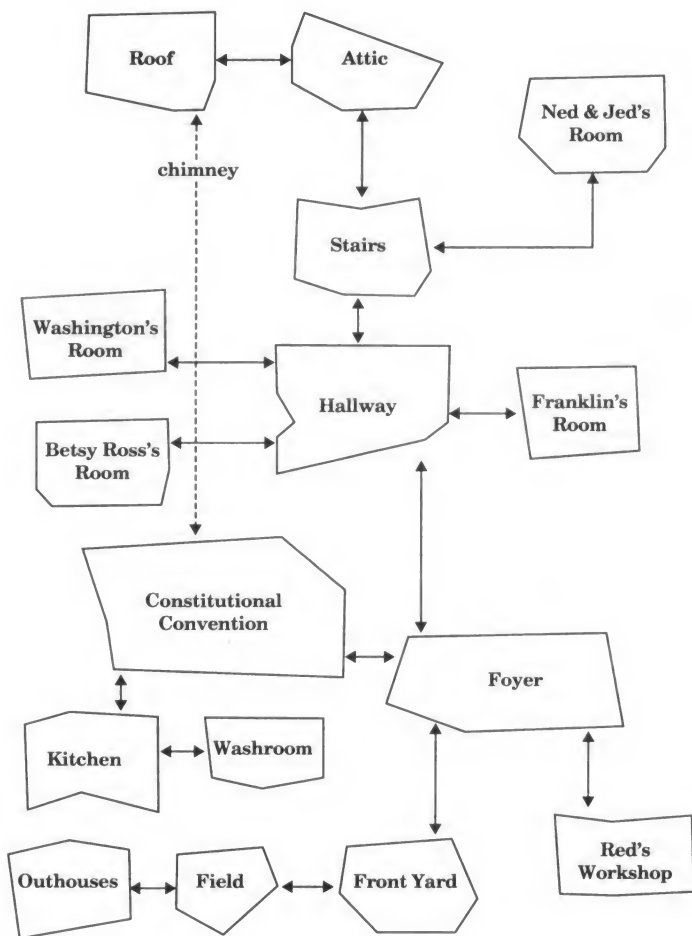 Roof
Attic
Ned & Jed's
Room
chimney
Stairs
Washington's
Room
Hallway
Franklin's
Room
Betsy Ross's
Room
Constitutional
Convention
Foyer
Kitchen
Washroom
Red's
Workshop
Outhouses
Field
Front Yard